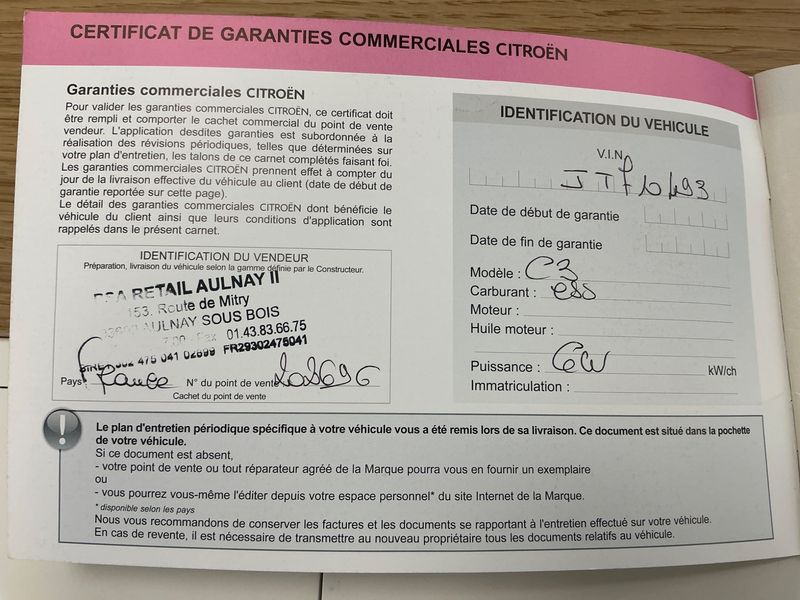 CERTIFICAT DE GARANTIES COMMERCIALES CITROËN
Garanties commerciales CITROËN
Pour valider les garanties commerciales CITROËN, ce certificat doit
être rempli et comporter le cachet commercial du point de vente
vendeur. L'application desdites garanties est subordonnée à la
réalisation des révisions périodiques, telles que déterminées sur
votre plan d'entretien, les talons de ce carnet complétés faisant foi.
Les garanties commerciales CITROËN prennent effet à compter du
jour de la livraison effective du véhicule au client (date de début de
garantie reportée sur cette page).
Le détail des garanties commerciales CITROËN dont bénéficie le
véhicule du client ainsi que leurs conditions d'application sont
rappelés dans le présent carnet.
IDENTIFICATION DU VENDEUR
Préparation, livraison du véhicule selon la gamme définie par le Constructeur.
RETAIL AULNAY II
153, Route de Mitry
AULNAY SOUS BOIS
01.43.83.66.75
475 041 02699 FR29302475041
Pays France N° du point de vente 202696
Cachet du point de vente
IDENTIFICATION DU VÉHICULE
V.I.N
Date de début de garantie
Date de fin de garantie
Modèle : C3
Carburant : ess
Moteur :
Huile moteur :
Puissance : kW/ch
Immatriculation :
Le plan d'entretien périodique spécifique à votre véhicule vous a été remis lors de sa livraison. Ce document est situé dans la pochette
de votre véhicule.
Si ce document est absent,
- votre point de vente ou tout réparateur agréé de la Marque pourra vous en fournir un exemplaire
ou
- vous pourrez vous-même l'éditer depuis votre espace personnel* du site Internet de la Marque.
* disponible selon les pays
Nous vous recommandons de conserver les factures et les documents se rapportant à l'entretien effectué sur votre véhicule.
En cas de revente, il est nécessaire de transmettre au nouveau propriétaire tous les documents relatifs au véhicule.